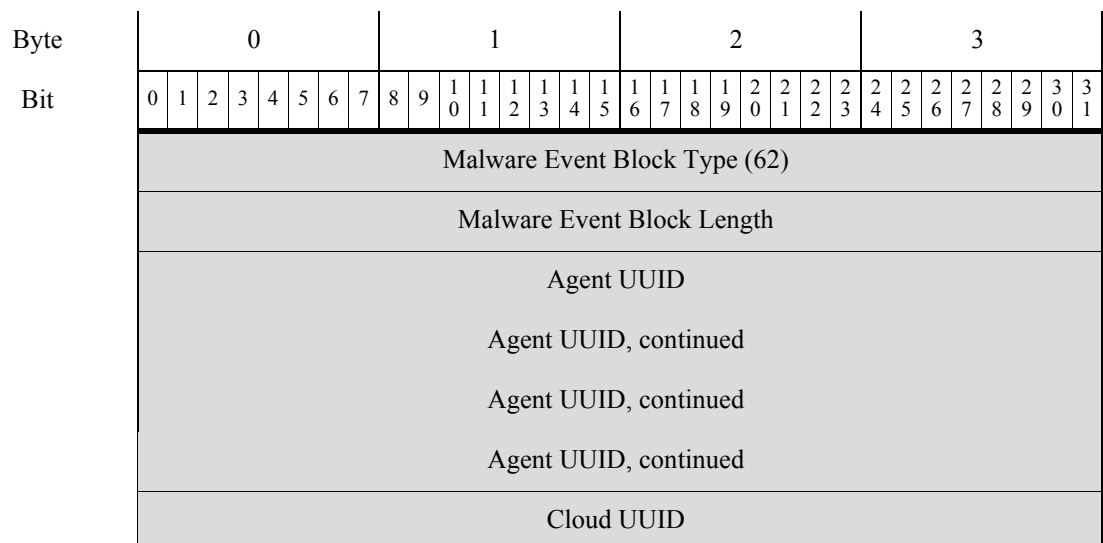 Byte 0 1 2 3
Bit 0 1 2 3 4 5 6 7 8 9 10 11 12 13 14 15 16 17 18 19 20 21 22 23 24 25 26 27 28 29 30 31
Malware Event Block Type (62)
Malware Event Block Length
Agent UUID
Agent UUID, continued
Agent UUID, continued
Agent UUID, continued
Cloud UUID